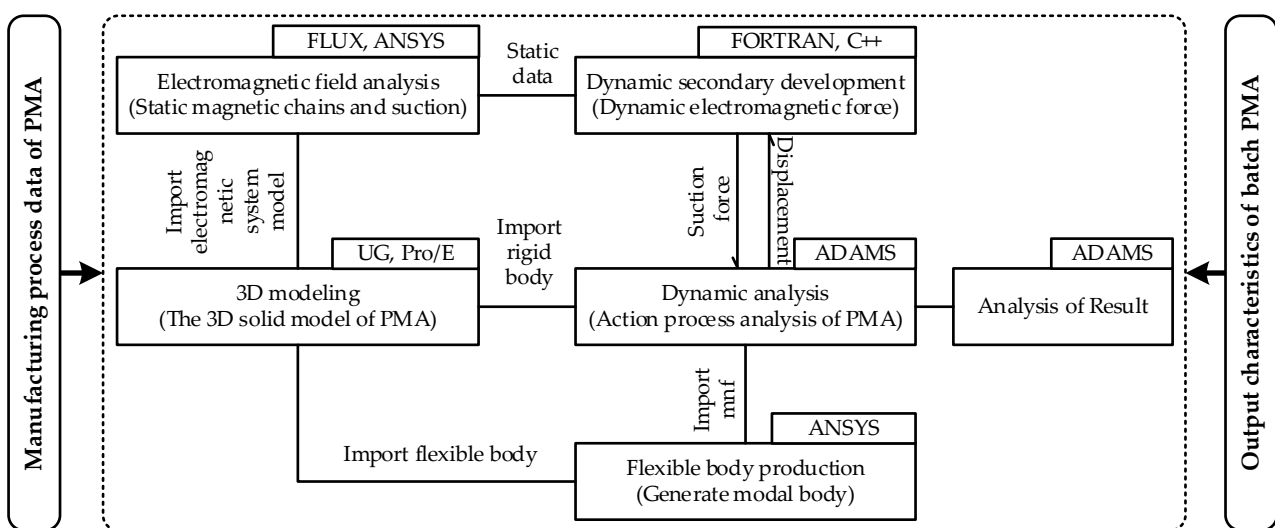 Manufacturing process data of PMA
FLUX, ANSYS
Electromagnetic field analysis
(Static magnetic chains and suction)
Static
data
FORTRAN, C++
Dynamic secondary development
(Dynamic electromagnetic force)
Import
electromag
netic
system
model
Suction
force
Displacement
UG, Pro/E
3D modeling
(The 3D solid model of PMA)
Import
rigid
body
ADAMS
Dynamic analysis
(Action process analysis of PMA)
ADAMS
Analysis of Result
Import
mnf
Import flexible body
ANSYS
Flexible body production
(Generate modal body)
Output characteristics of batch PMA